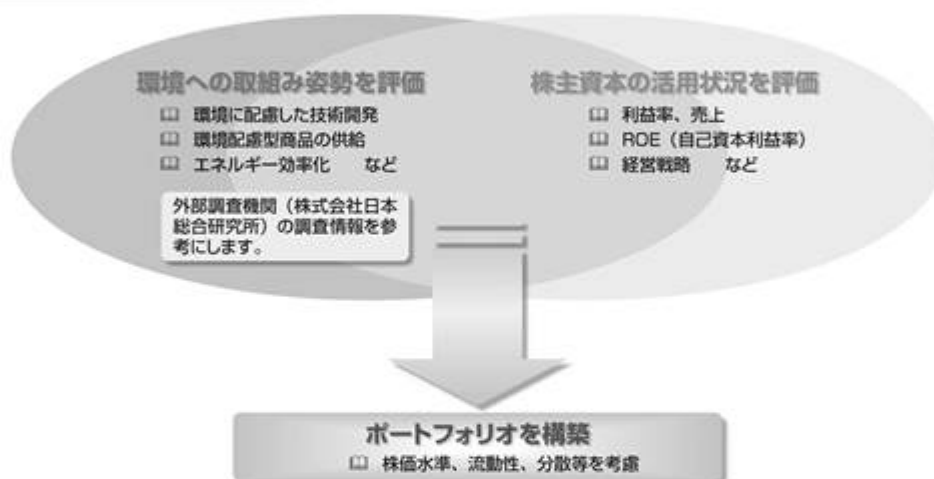 環境への取組み姿勢を評価
環境に配慮した技術開発
環境配慮型商品の供給
エネルギー効率化　など
外部調査機関（株式会社日本
総合研究所）の調査情報を参
考にします。
株主資本の活用状況を評価
利益率、売上
ROE（自己資本利益率）
経営戦略　など
ポートフォリオを構築
株価水準、流動性、分散等を考慮